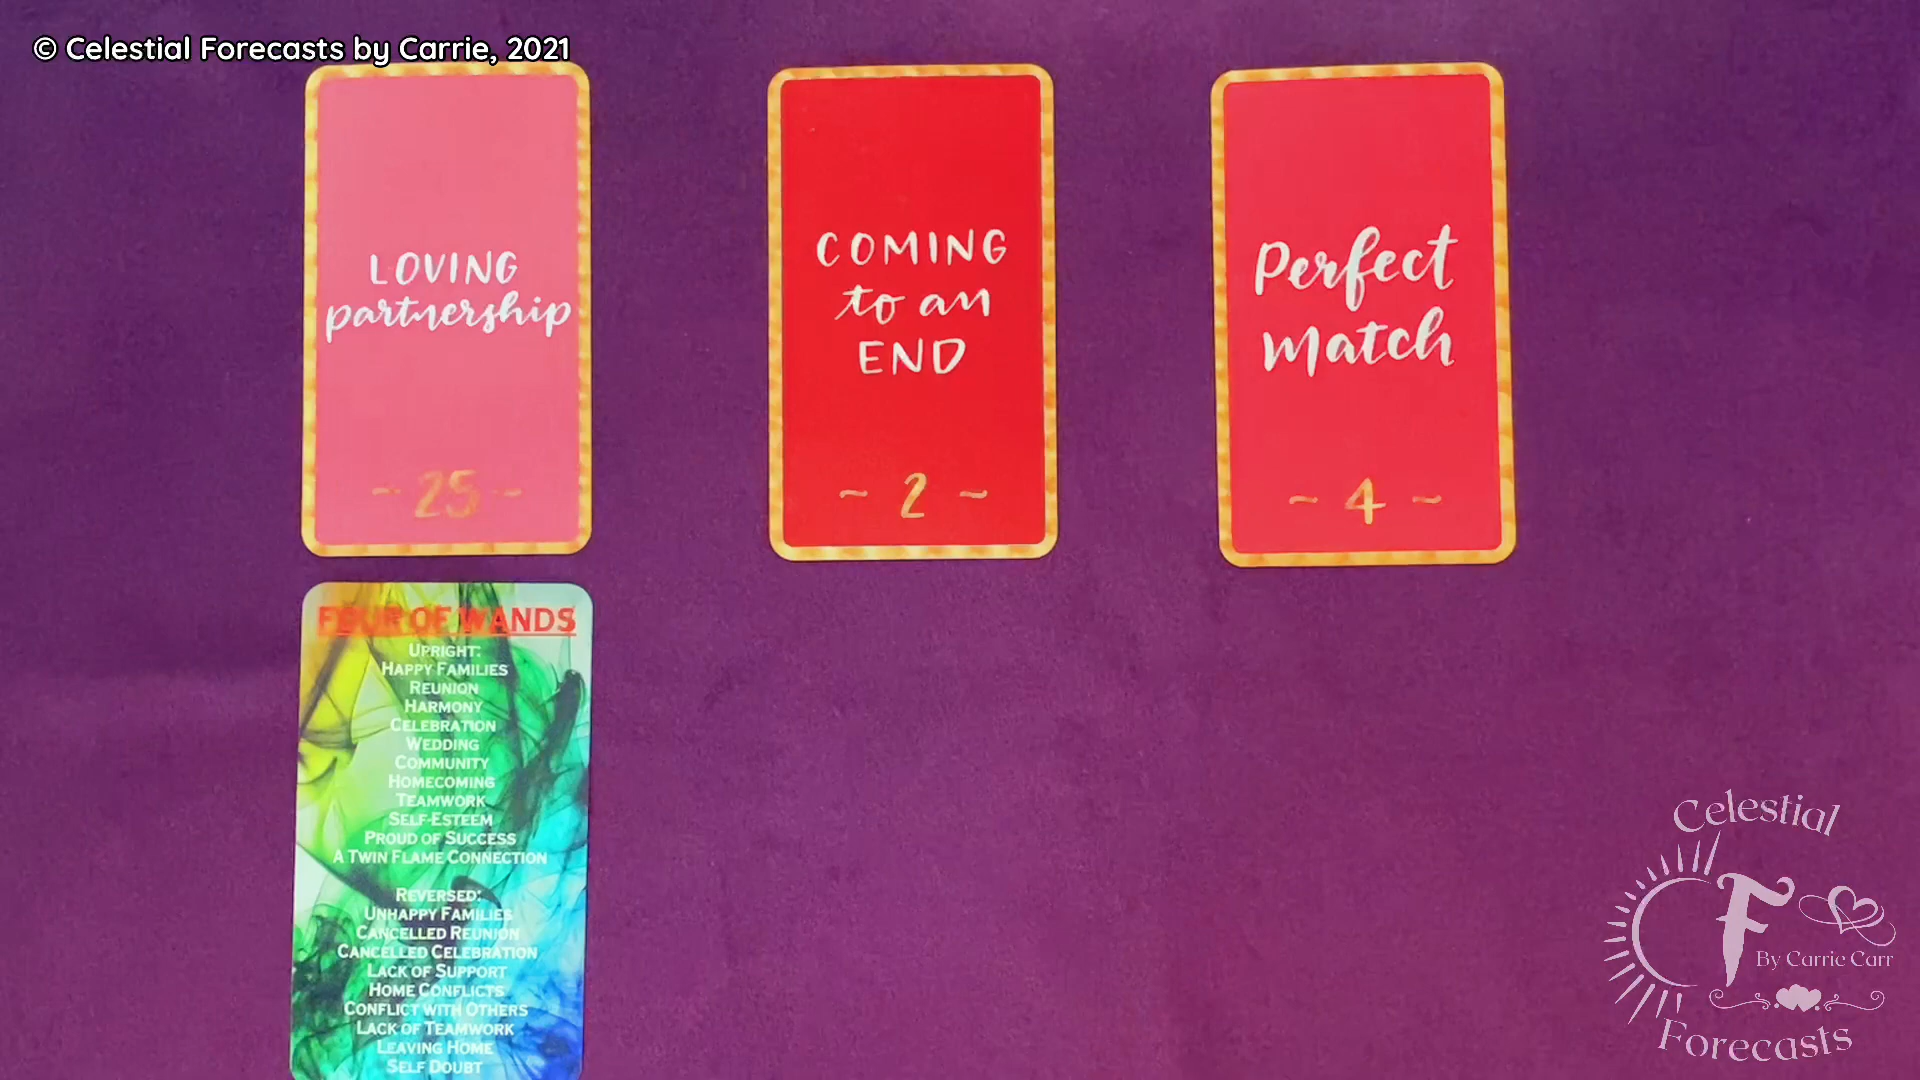 © Celestial Forecasts by Carrie, 2021
LOVING
partnership
~ 25 ~
COMING
to an
END
~ 2 ~
Perfect
Match
~ 4 ~
FOUR OF WANDS
UPRIGHT:
HAPPY FAMILIES
REUNION
HARMONY
CELEBRATION
WEDDING
COMMUNITY
HOMECOMING
TEAMWORK
SELF-ESTEEM
PROUD OF SUCCESS
A TWIN FLAME CONNECTION
REVERSED:
UNHAPPY FAMILIES
CANCELLED REUNION
CANCELLED CELEBRATION
LACK OF SUPPORT
HOME CONFLICTS
CONFLICT WITH OTHERS
LACK OF TEAMWORK
LEAVING HOME
SELF DOUBT
Celestial
CF
By Carrie Carr
Forecasts